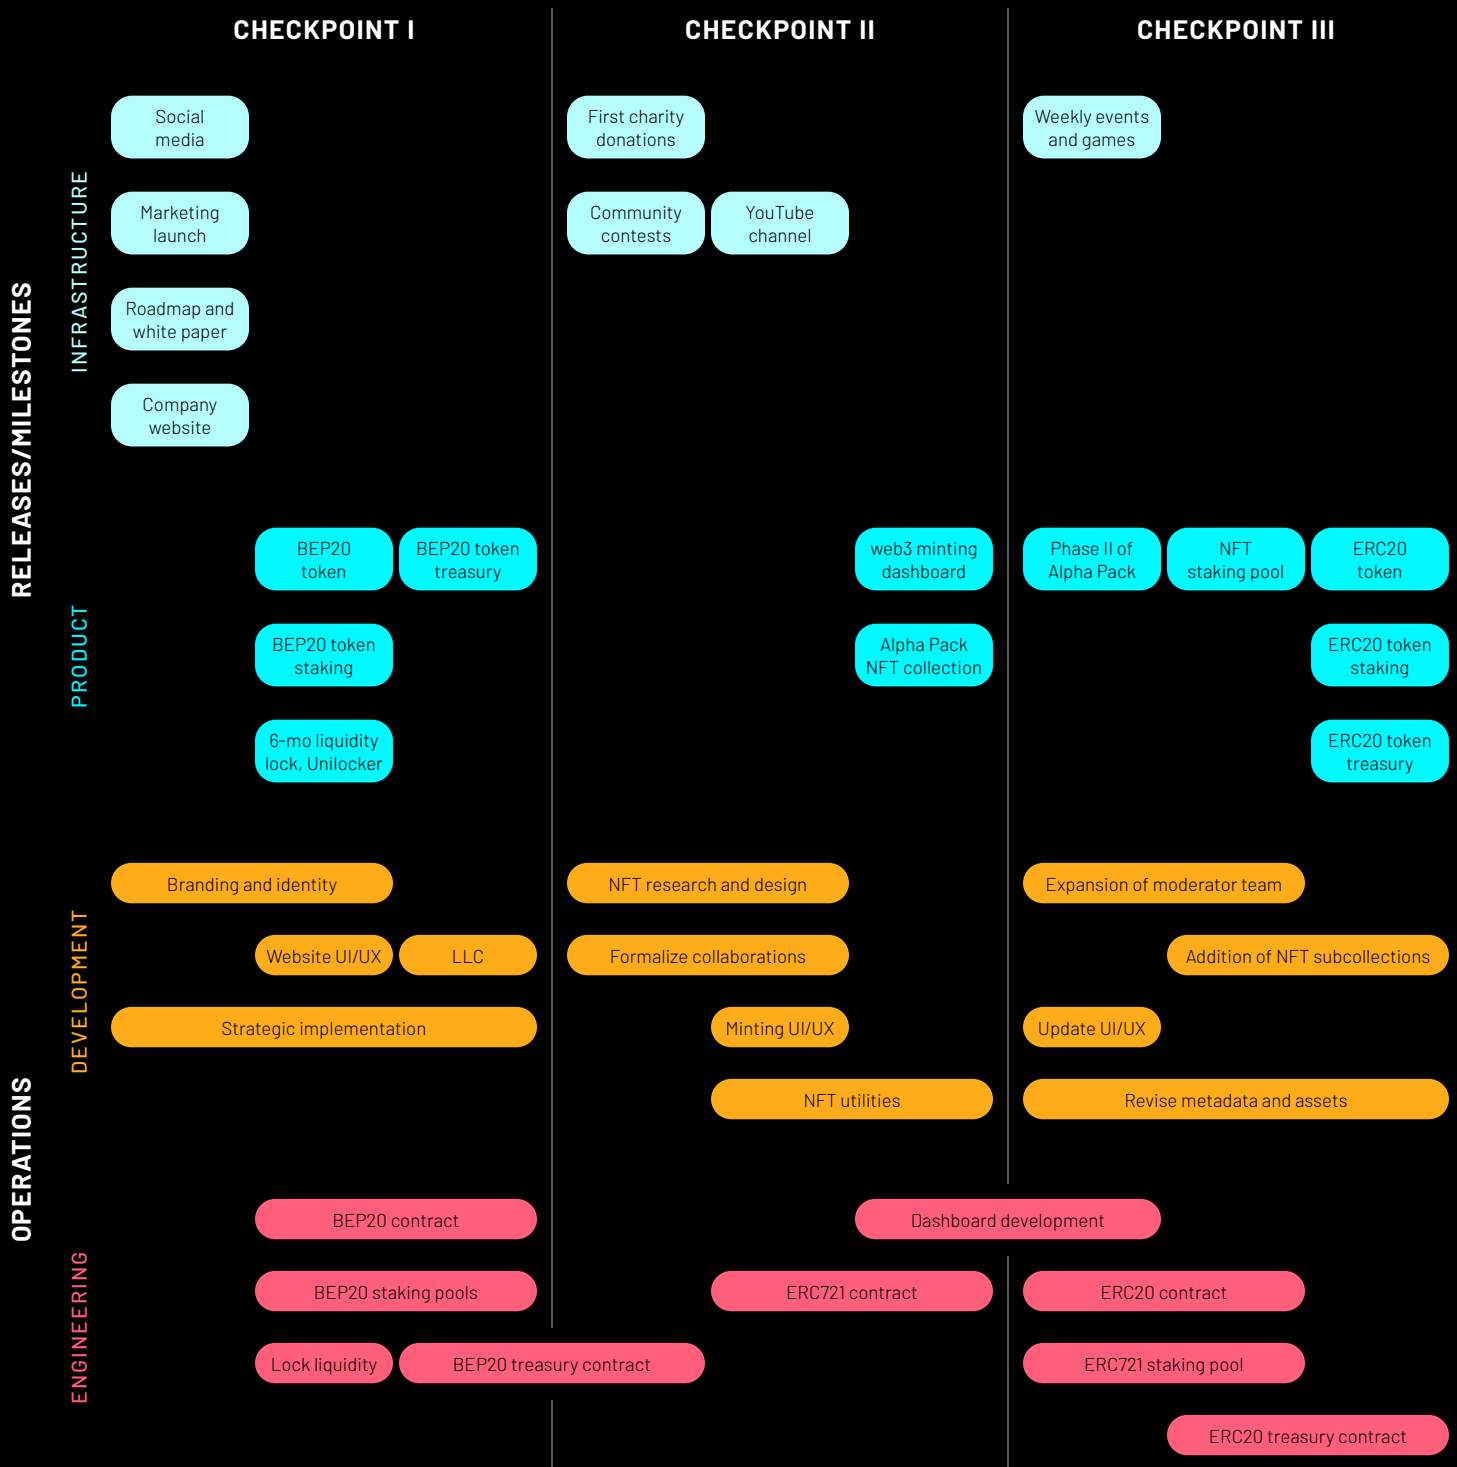 CHECKPOINT I
CHECKPOINT II
CHECKPOINT III
RELEASES/MILESTONES
INFRASTRUCTURE
Social
media
First charity
donations
Weekly events
and games
Marketing
launch
Community
contests
YouTube
channel
Roadmap and
white paper
Company
website
PRODUCT
BEP20
token
BEP20 token
treasury
web3 minting
dashboard
Phase II of
Alpha Pack
NFT
staking pool
ERC20
token
BEP20 token
staking
Alpha Pack
NFT collection
ERC20 token
staking
6-mo liquidity
lock, Unilocker
ERC20 token
treasury
OPERATIONS
DEVELOPMENT
Branding and identity
NFT research and design
Expansion of moderator team
Website UI/UX
LLC
Formalize collaborations
Addition of NFT subcollections
Strategic implementation
Minting UI/UX
Update UI/UX
NFT utilities
Revise metadata and assets
ENGINEERING
BEP20 contract
Dashboard development
BEP20 staking pools
ERC721 contract
ERC20 contract
Lock liquidity
BEP20 treasury contract
ERC721 staking pool
ERC20 treasury contract